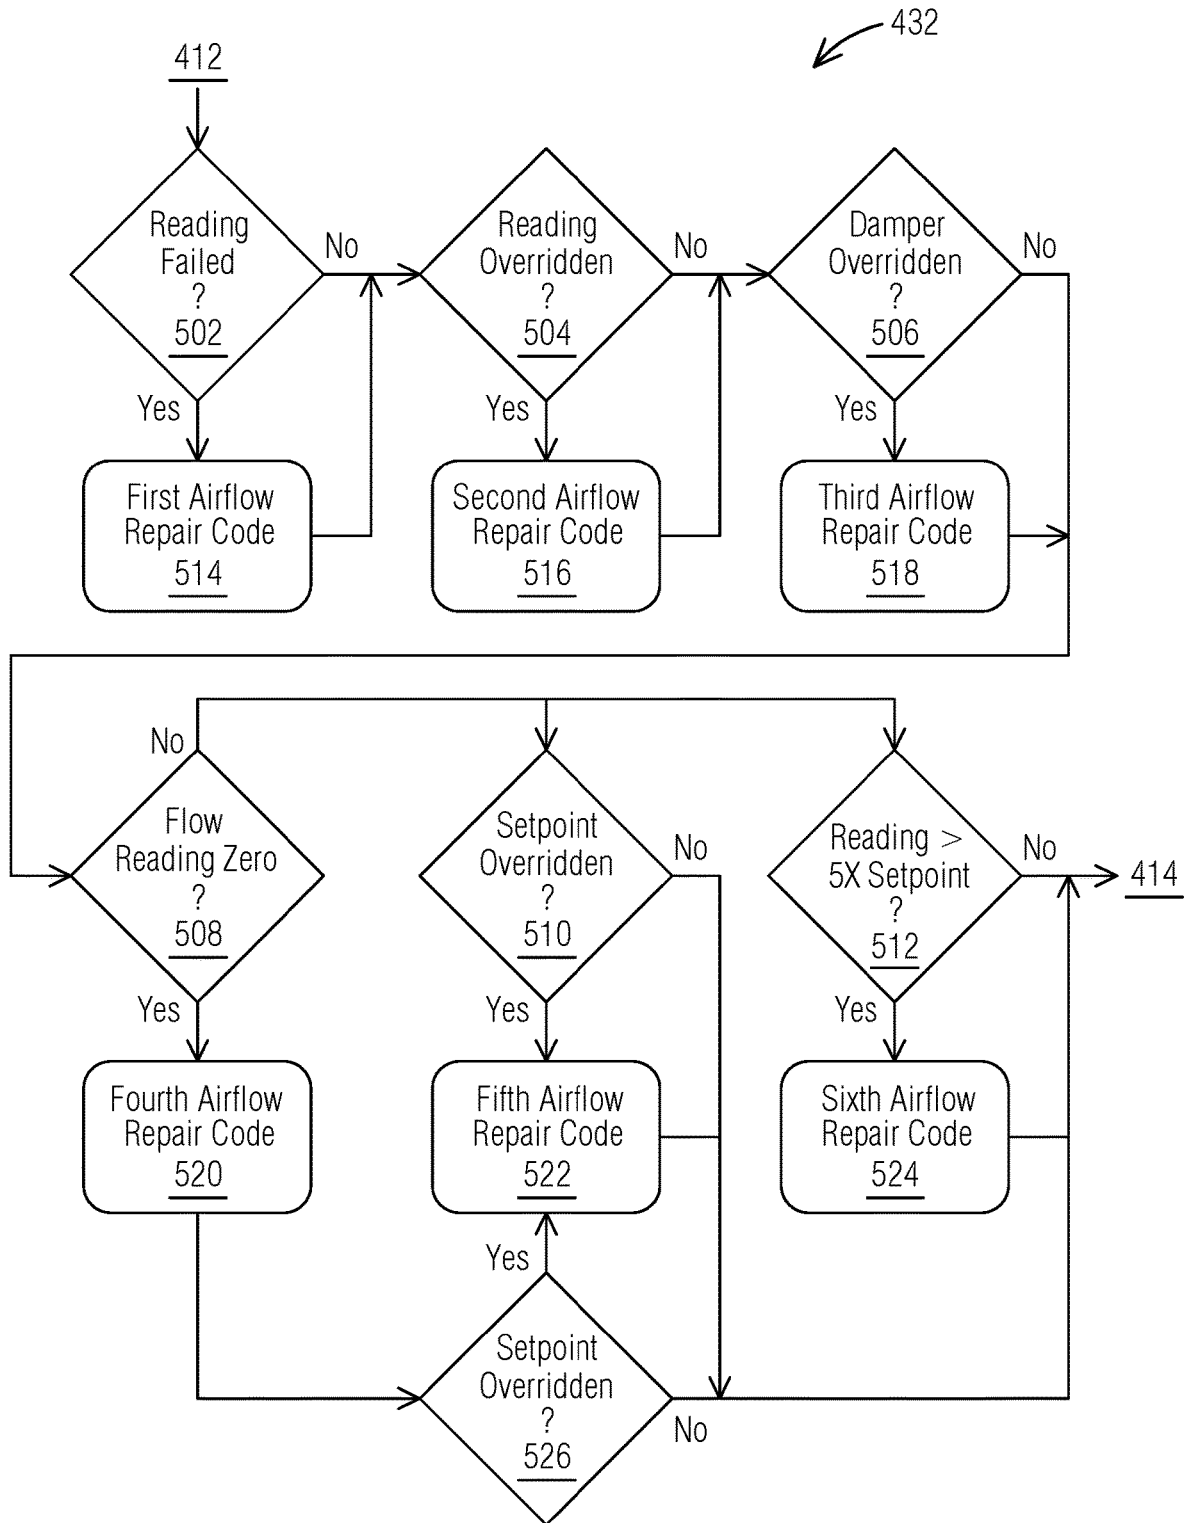 432
412
Reading
Failed
?
502
No
Reading
Overridden
?
504
No
Damper
Overridden
?
506
No
Yes
Yes
Yes
First Airflow
Repair Code
514
Second Airflow
Repair Code
516
Third Airflow
Repair Code
518
No
Flow
Reading Zero
?
508
Setpoint
Overridden
?
510
No
Reading >
5X Setpoint
?
512
No
414
Yes
Yes
Yes
Fourth Airflow
Repair Code
520
Fifth Airflow
Repair Code
522
Sixth Airflow
Repair Code
524
Yes
Setpoint
Overridden
?
526
No